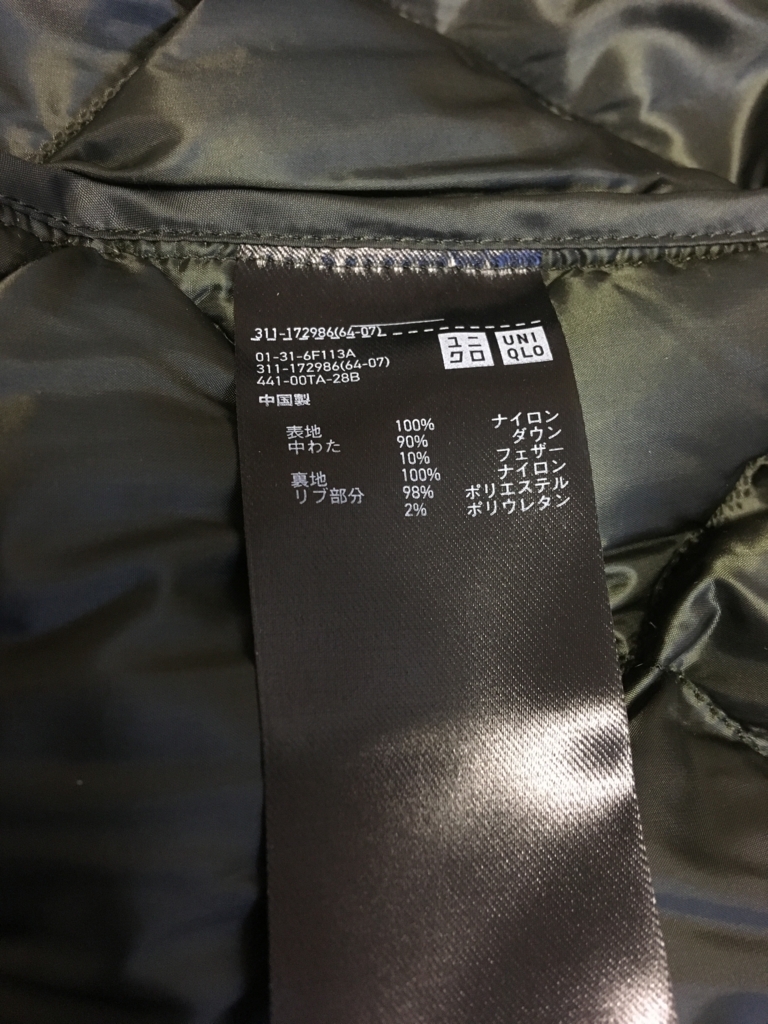 311-172986(64-07)
ユニ
クロ
UNI
QLO
01-31-6F113A
311-172986(64-07)
441-00TA-28B
中国製
表地 100% ナイロン
中わた 90% ダウン
10% フェザー
裏地 100% ナイロン
リブ部分 98% ポリエステル
2% ポリウレタン